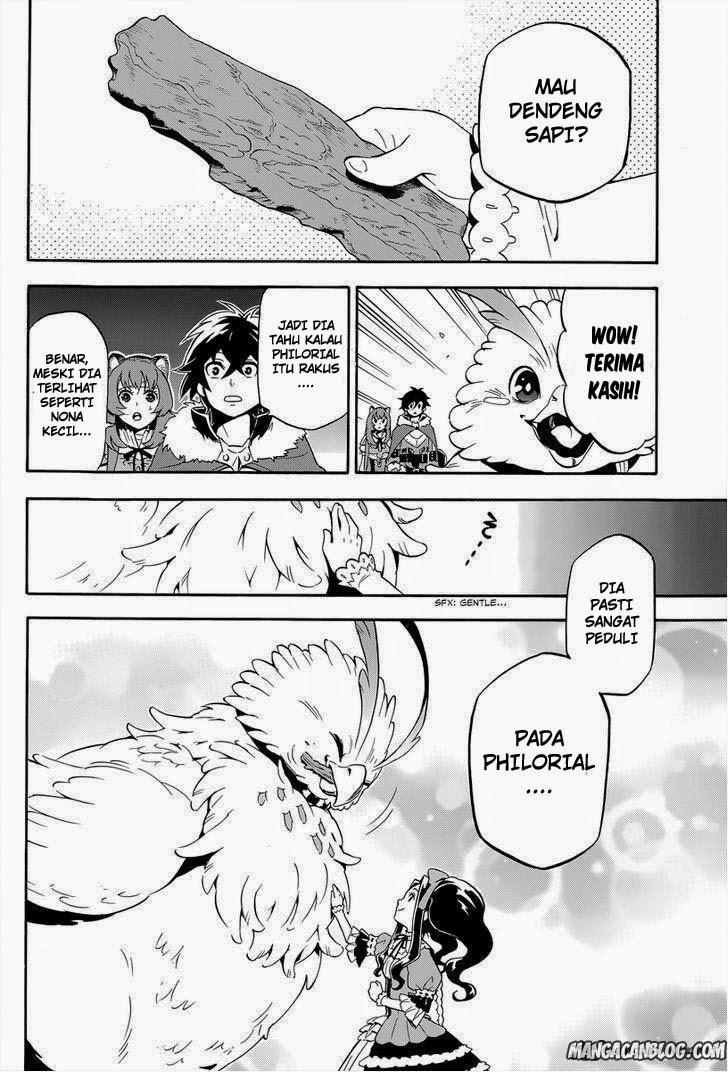 MAU
DENDENG
SAPI?
WOW!
TERIMA
KASIH!
JADI DIA
TAHU KALAU
PHILORIAL
ITU RAKUS
....
BENAR,
MESKI DIA
TERLIHAT
SEPERTI
NONA
KECIL...
SFX: GENTLE...
DIA
PASTI
SANGAT
PEDULI
PADA
PHILORIAL
....
MANGACANBLOG.COM